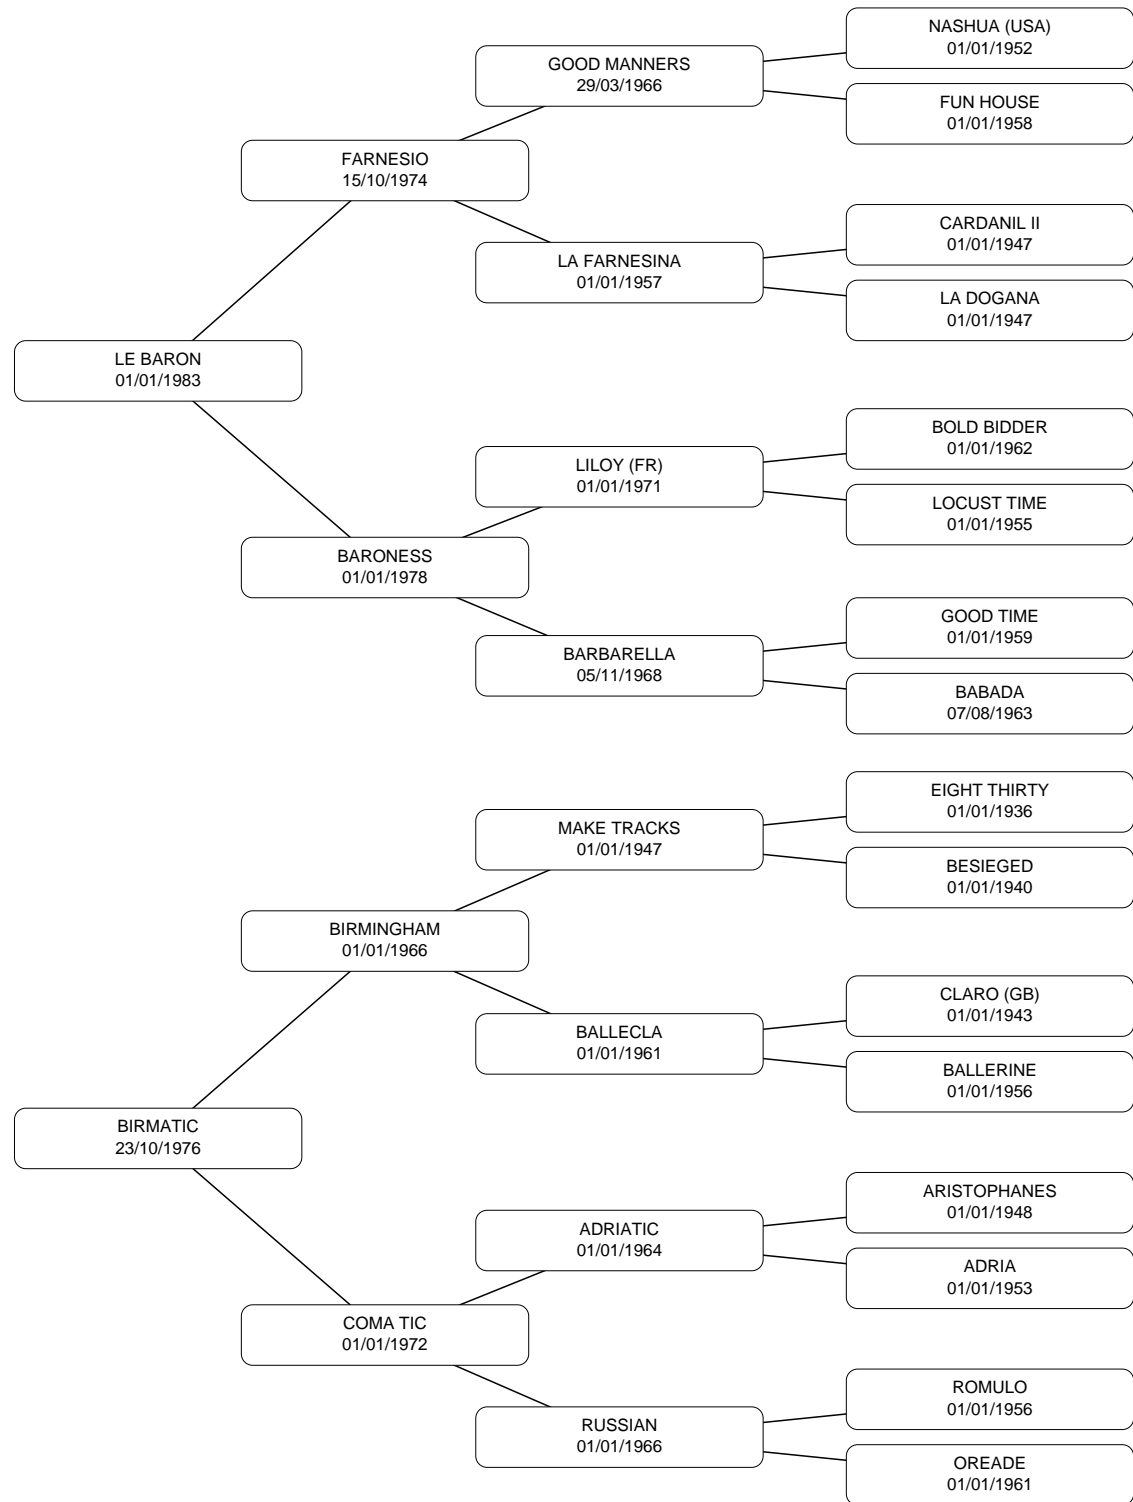 NASHUA (USA)
01/01/1952
GOOD MANNERS
29/03/1966
FUN HOUSE
01/01/1958
FARNESIO
15/10/1974
CARDANIL II
01/01/1947
LA FARNESINA
01/01/1957
LA DOGANA
01/01/1947
LE BARON
01/01/1983
BOLD BIDDER
01/01/1962
LILOY (FR)
01/01/1971
LOCUST TIME
01/01/1955
BARONESS
01/01/1978
GOOD TIME
01/01/1959
BARBARELLA
05/11/1968
BABADA
07/08/1963
EIGHT THIRTY
01/01/1936
MAKE TRACKS
01/01/1947
BESIEGED
01/01/1940
BIRMINGHAM
01/01/1966
CLARO (GB)
01/01/1943
BALLECLA
01/01/1961
BALLERINE
01/01/1956
BIRMATIC
23/10/1976
ARISTOPHANES
01/01/1948
ADRIATIC
01/01/1964
ADRIA
01/01/1953
COMA TIC
01/01/1972
ROMULO
01/01/1956
RUSSIAN
01/01/1966
OREADE
01/01/1961